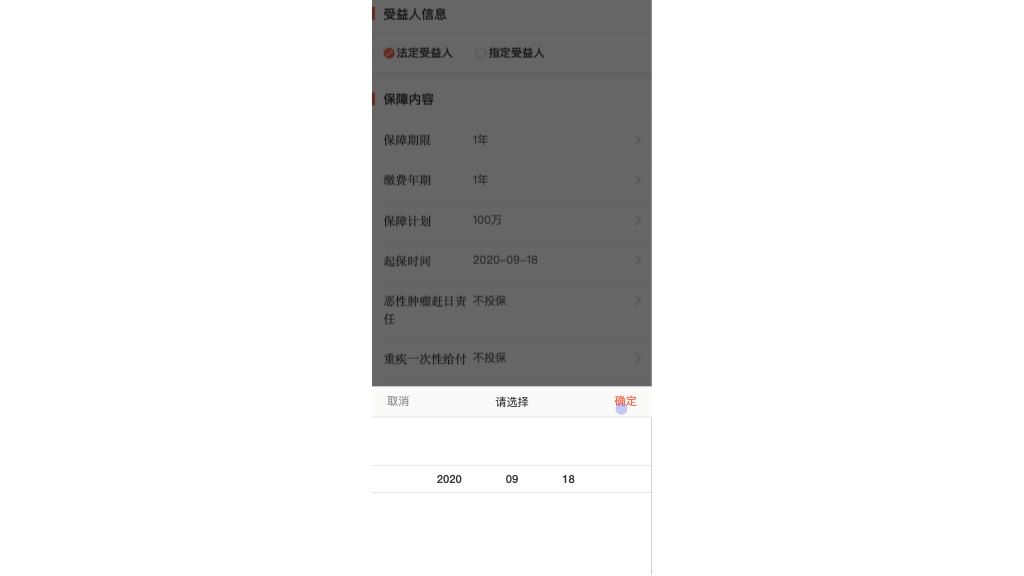 受益人信息
法定受益人 指定受益人
保障内容
保障期限 1年
缴费年期 1年
保障计划 100万
起保时间 2020-09-18
恶性肿瘤赶日责任 不投保
重疾一次性给付 不投保
取消 请选择 确定
2020 09 18